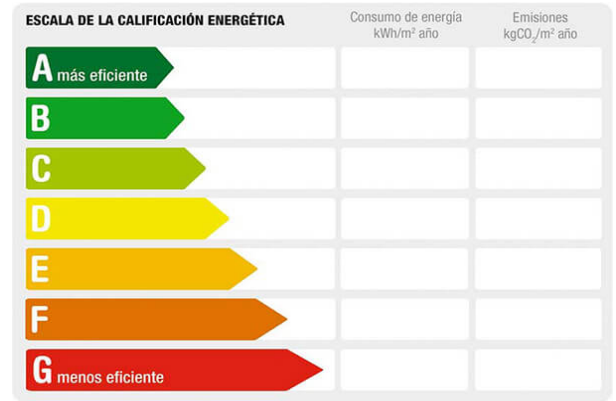 ESCALA DE LA CALIFICACIÓN ENERGÉTICA
Consumo de energía
kWh/m² año
Emisiones
kgCO₂/m² año
A más eficiente
B
C
D
E
F
G menos eficiente